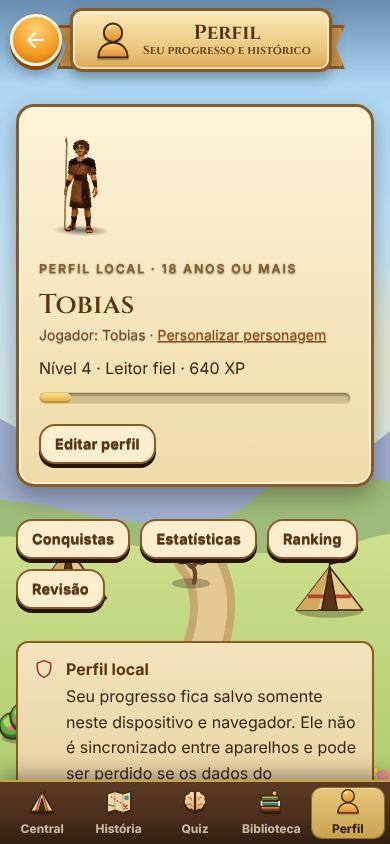 Perfil
Seu progresso e histórico
PERFIL LOCAL · 18 ANOS OU MAIS
Tobias
Jogador: Tobias · Personalizar personagem
Nível 4 · Leitor fiel · 640 XP
Editar perfil
Conquistas
Estatísticas
Ranking
Revisão
Perfil local
Seu progresso fica salvo somente
neste dispositivo e navegador. Ele não
é sincronizado entre aparelhos e pode
ser perdido se os dados do
Central
História
Quiz
Biblioteca
Perfil